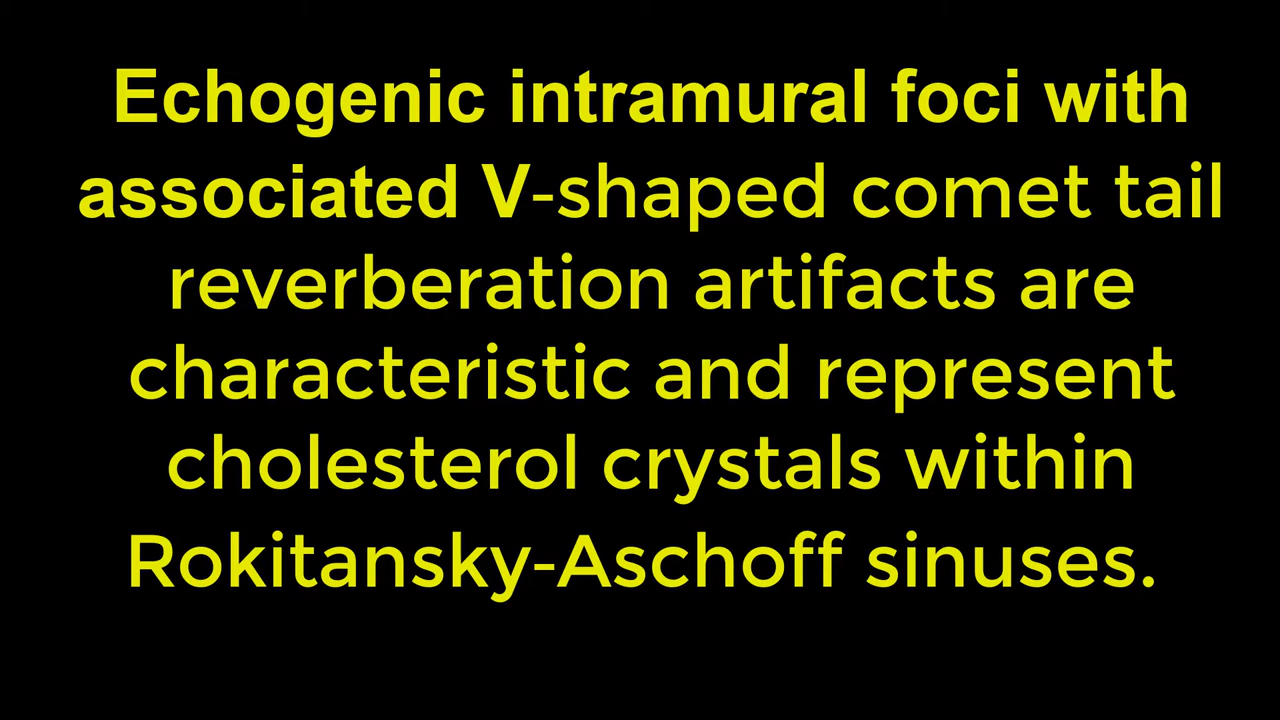 Echogenic intramural foci with
associated V-shaped comet tail
reverberation artifacts are
characteristic and represent
cholesterol crystals within
Rokitansky-Aschoff sinuses.